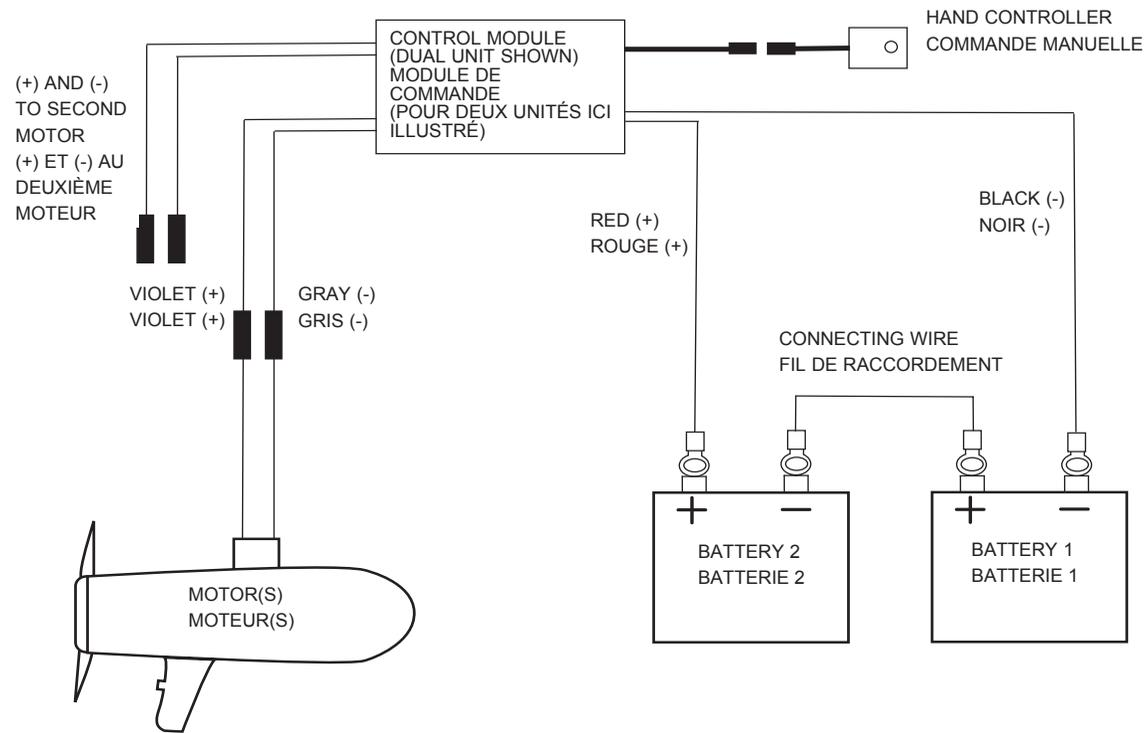 HAND CONTROLLER
COMMANDE MANUELLE
CONTROL MODULE
(DUAL UNIT SHOWN)
MODULE DE
COMMANDE
(POUR DEUX UNITÉS ICI
ILLUSTRÉ)
(+) AND (-)
TO SECOND
MOTOR
(+) ET (-) AU
DEUXIÈME
MOTEUR
RED (+)
ROUGE (+)
BLACK (-)
NOIR (-)
VIOLET (+)
VIOLET (+)
GRAY (-)
GRIS (-)
CONNECTING WIRE
FIL DE RACCORDEMENT
+
−
+
−
BATTERY 2
BATTERIE 2
BATTERY 1
BATTERIE 1
MOTOR(S)
MOTEUR(S)